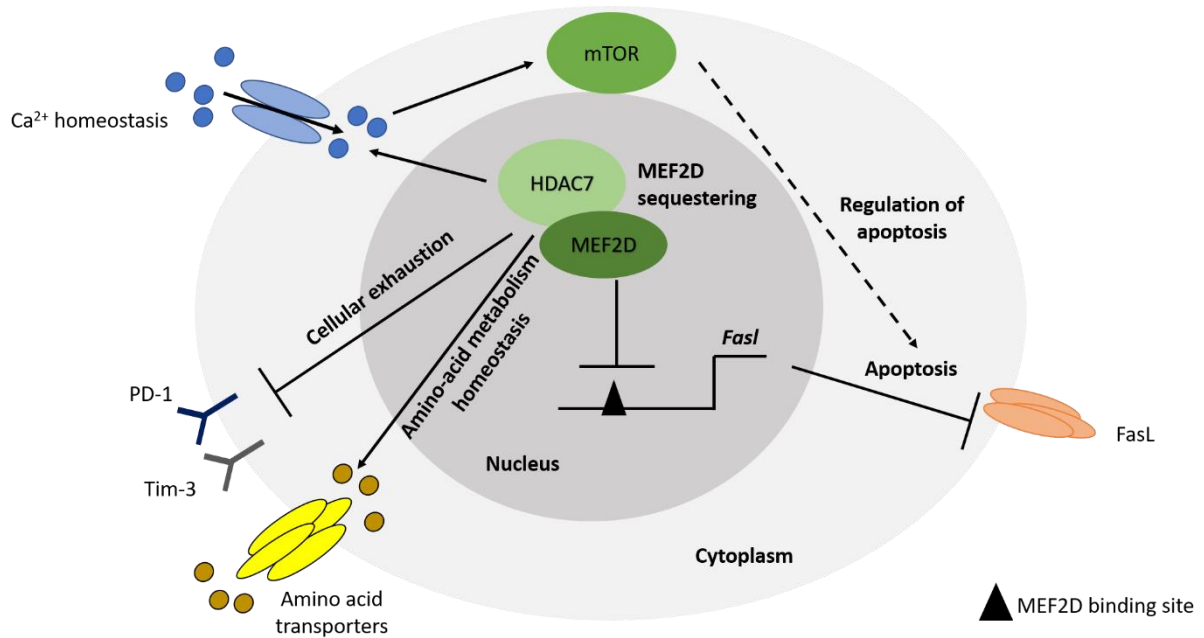 mTOR
Ca²⁺ homeostasis
HDAC7
MEF2D
sequestering
MEF2D
Regulation of
apoptosis
Cellular exhaustion
Amino-acid metabolism
homeostasis
Fasl
Apoptosis
PD-1
FasL
Nucleus
Tim-3
Cytoplasm
Amino acid
transporters
MEF2D binding site